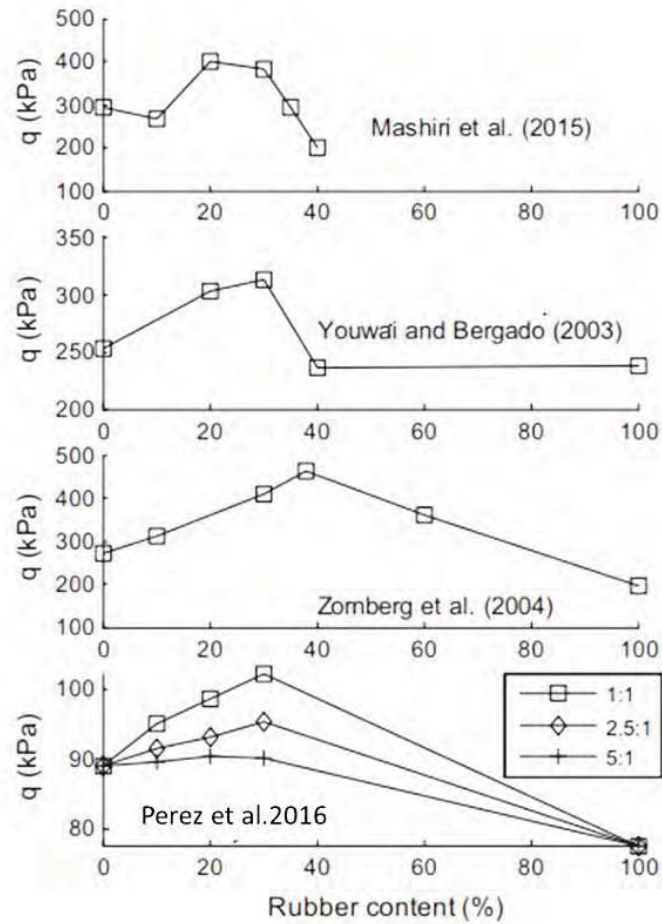 500
400
300
200
100
q (kPa)
Mashiri et al. (2015)
0 20 40 60 80 100
350
300
250
200
q (kPa)
Youwai and Bergado (2003)
0 20 40 60 80 100
500
400
300
200
100
q (kPa)
Zornberg et al. (2004)
0 20 40 60 80 100
100
90
80
q (kPa)
1:1
2.5:1
5:1
Perez et al.2016
0 20 40 60 80 100
Rubber content (%)